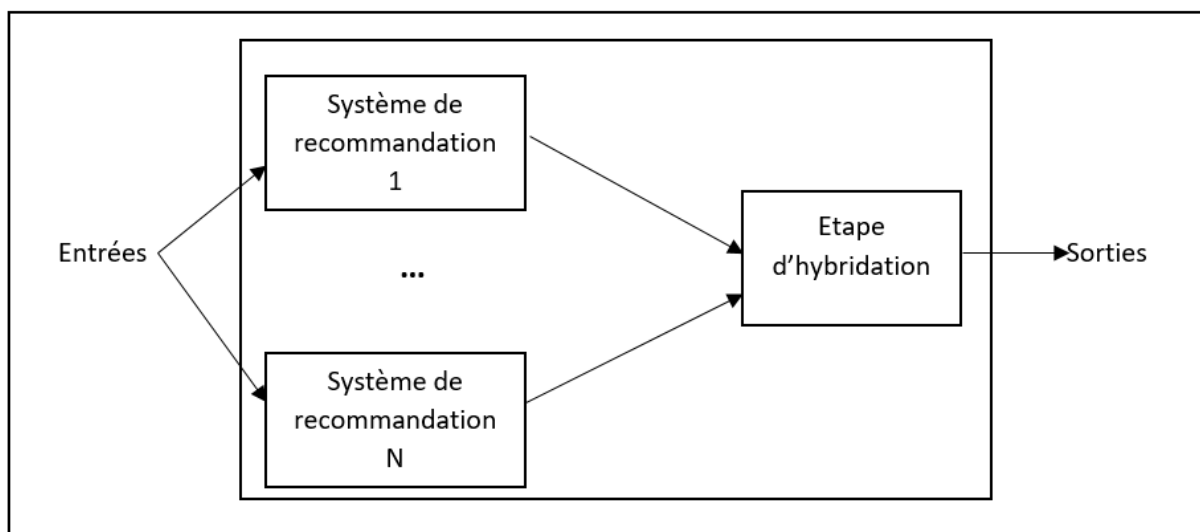 Système de
recommandation
1
Entrées
...
Etape
d'hybridation
Sorties
Système de
recommandation
N